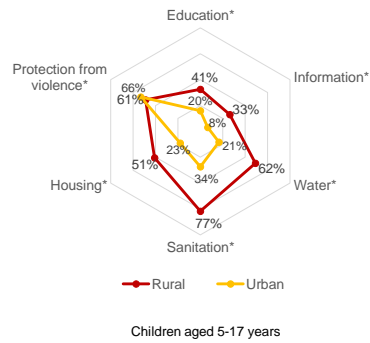 Education*
Protection from
violence*
Information*
66%
61%
41%
20%
33%
8%
21%
62%
23%
51%
34%
77%
Housing*
Water*
Sanitation*
Rural
Urban
Children aged 5-17 years